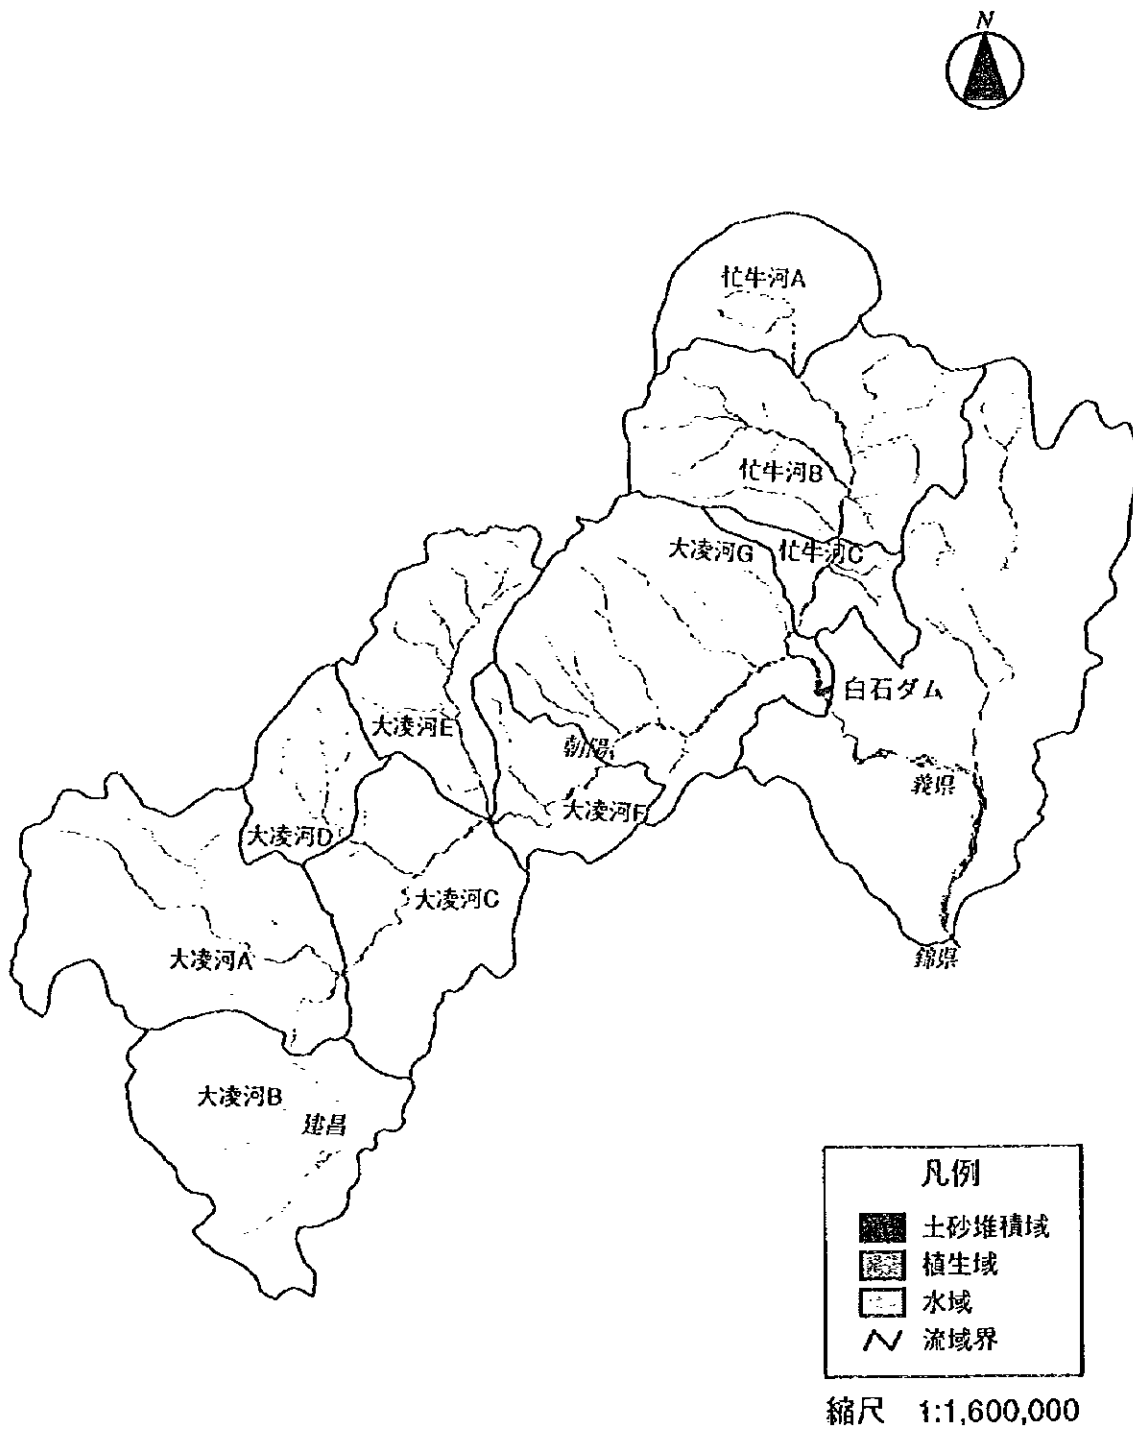 N
忙牛河A
忙牛河B
大凌河G
忙牛河C
白石ダム
大凌河E
朝陽
義県
大凌河F
大凌河D
大凌河C
錦県
大凌河A
大凌河B
建昌
凡例
土砂堆積域
植生域
水域
流域界
縮尺 1:1,600,000